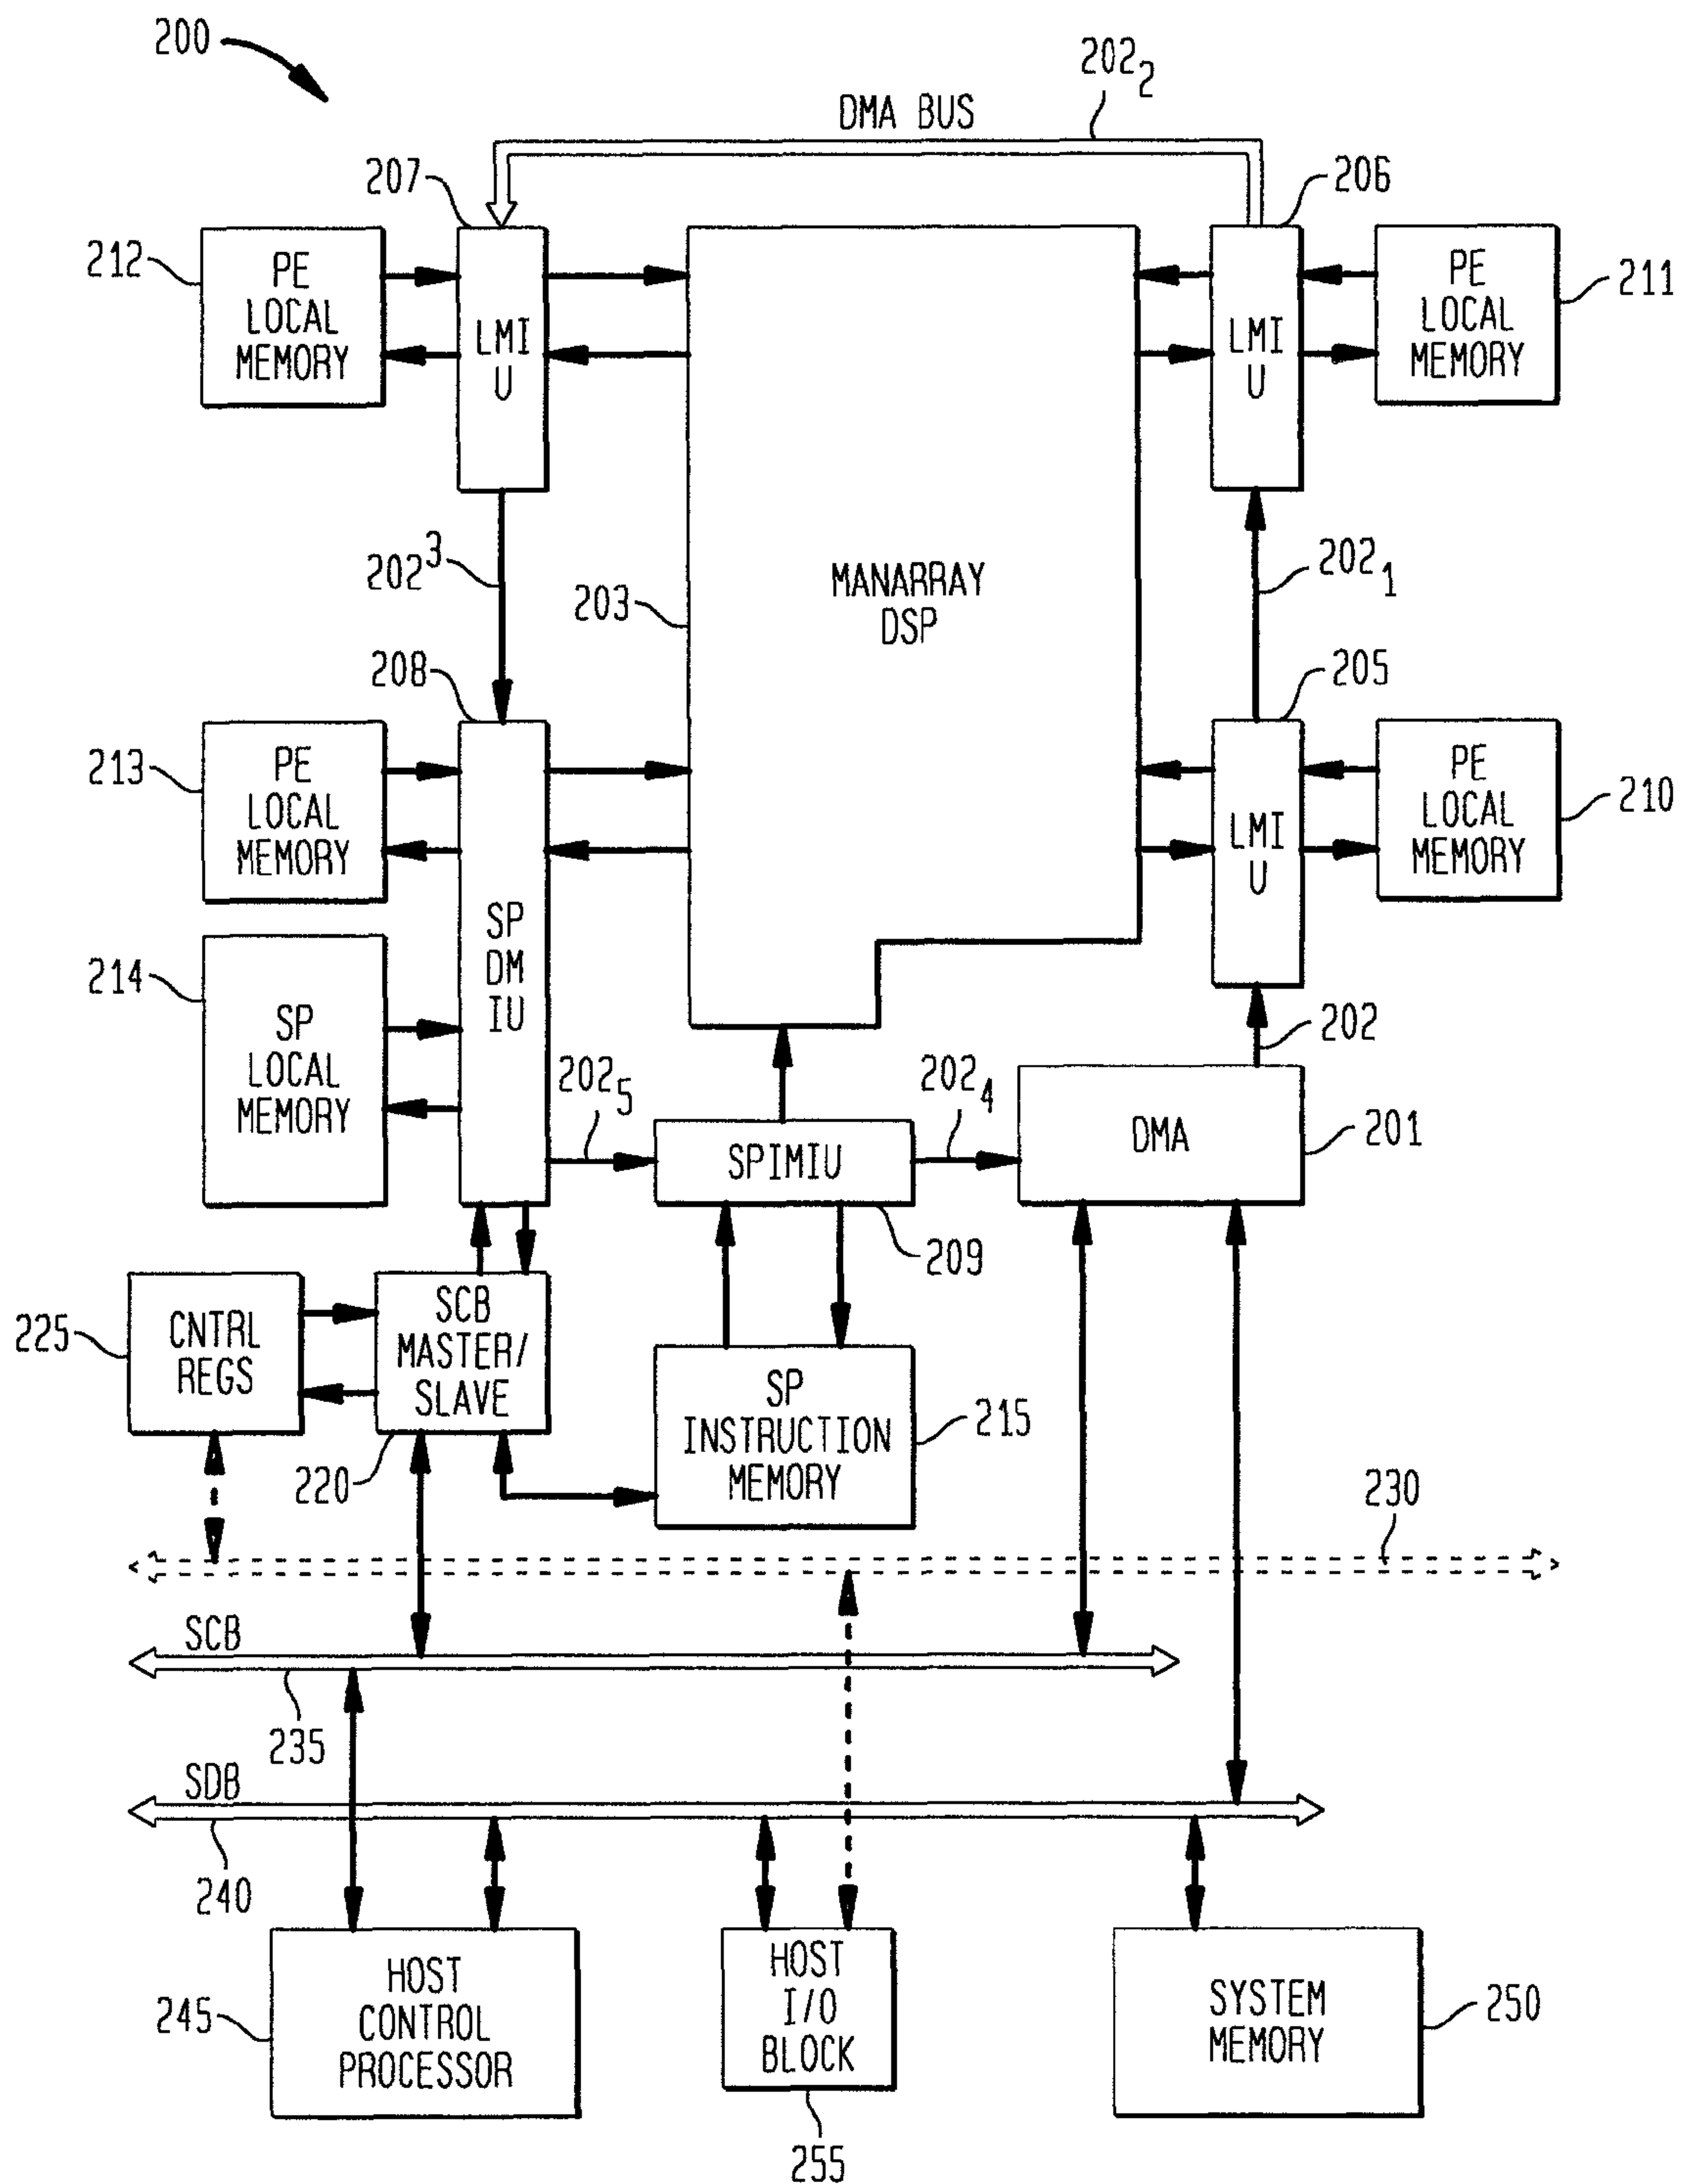 200
202 2
DMA BUS
207
206
212
PE
LOCAL
MEMORY
LMI
U
LMI
U
PE
LOCAL
MEMORY
211
202 3
203
MANARRAY
DSP
202 1
208
205
213
PE
LOCAL
MEMORY
LMI
U
PE
LOCAL
MEMORY
210
SP
DM
IU
214
SP
LOCAL
MEMORY
202
202 5
202 4
SPIMIU
DMA
201
209
225
CNTRL
REGS
SCB
MASTER/
SLAVE
220
SP
INSTRUCTION
MEMORY
215
230
SCB
235
SDB
240
245
HOST
CONTROL
PROCESSOR
HOST
I/O
BLOCK
255
SYSTEM
MEMORY
250